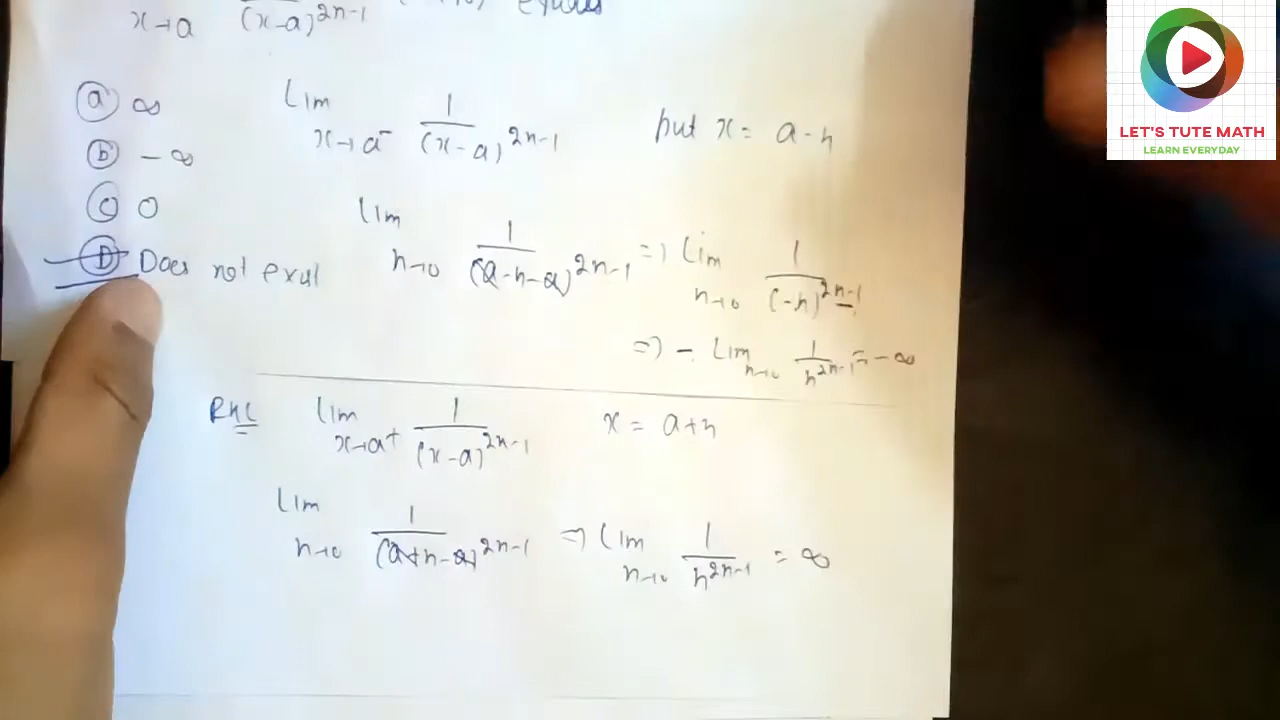 x→a (x-a)^2n-1 equals
(a) ∞
(b) -∞
(c) 0
(D) Does not exist
Lim x→a⁻ 1/(x-a)^2n-1 put x = a-h
lim h→0 1/(a-h-a)^2n-1 => Lim h→0 1/(-h)^2n-1
=> - Lim h→0 1/h^2n-1 = -∞
RHL lim x→a+ 1/(x-a)^2n-1 x = a+h
Lim h→0 1/(a+h-a)^2n-1 => Lim h→0 1/h^2n-1 = ∞
LET'S TUTE MATH
LEARN EVERYDAY